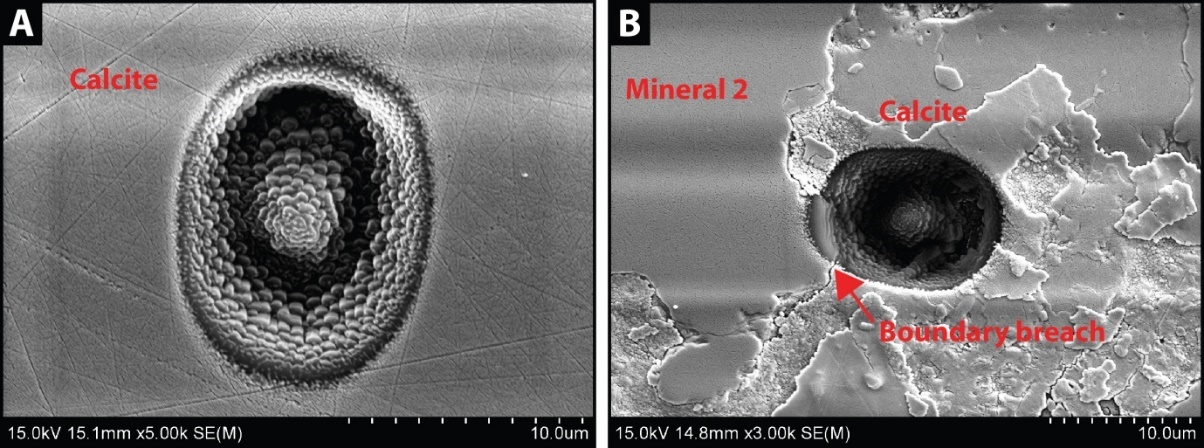 A
Calcite
15.0kV 15.1mm x5.00k SE(M)
10.0um
B
Mineral 2
Calcite
Boundary breach
15.0kV 14.8mm x3.00k SE(M)
10.0um